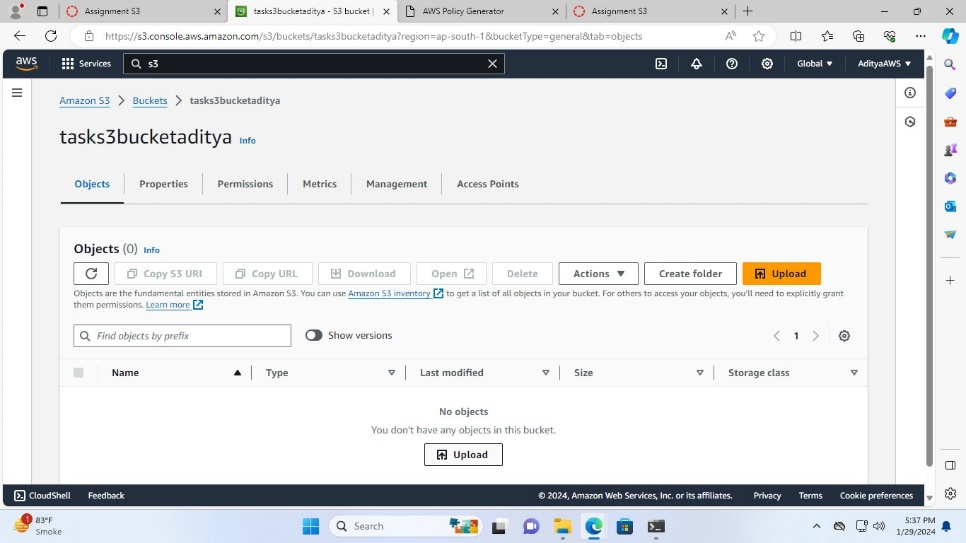 Assignment S3
tasks3bucketaditya - S3 bucket |
AWS Policy Generator
Assignment S3
https://s3.console.aws.amazon.com/s3/buckets/tasks3bucketaditya?region=ap-south-1&bucketType=general&tab=objects
aws
Services
s3
Global
AdityaAWS
Amazon S3
Buckets
tasks3bucketaditya
tasks3bucketaditya
Info
Objects
Properties
Permissions
Metrics
Management
Access Points
Objects (0)
Info
Copy S3 URI
Copy URL
Download
Open
Delete
Actions
Create folder
Upload
Objects are the fundamental entities stored in Amazon S3. You can use Amazon S3 inventory to get a list of all objects in your bucket. For others to access your objects, you'll need to explicitly grant
them permissions. Learn more
Find objects by prefix
Show versions
1
Name
Type
Last modified
Size
Storage class
No objects
You don't have any objects in this bucket.
Upload
CloudShell
Feedback
© 2024, Amazon Web Services, Inc. or its affiliates.
Privacy
Terms
Cookie preferences
1
83°F
Smoke
Search
5:37 PM
1/29/2024